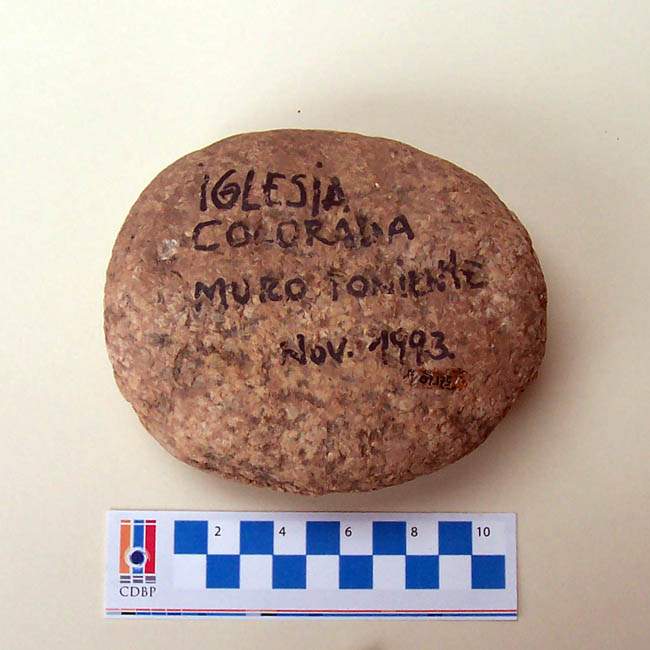 iGLESiA
COLORADA
MURO PONIENTE
Nov. 1993.
2 4 6 8 10
CDBP